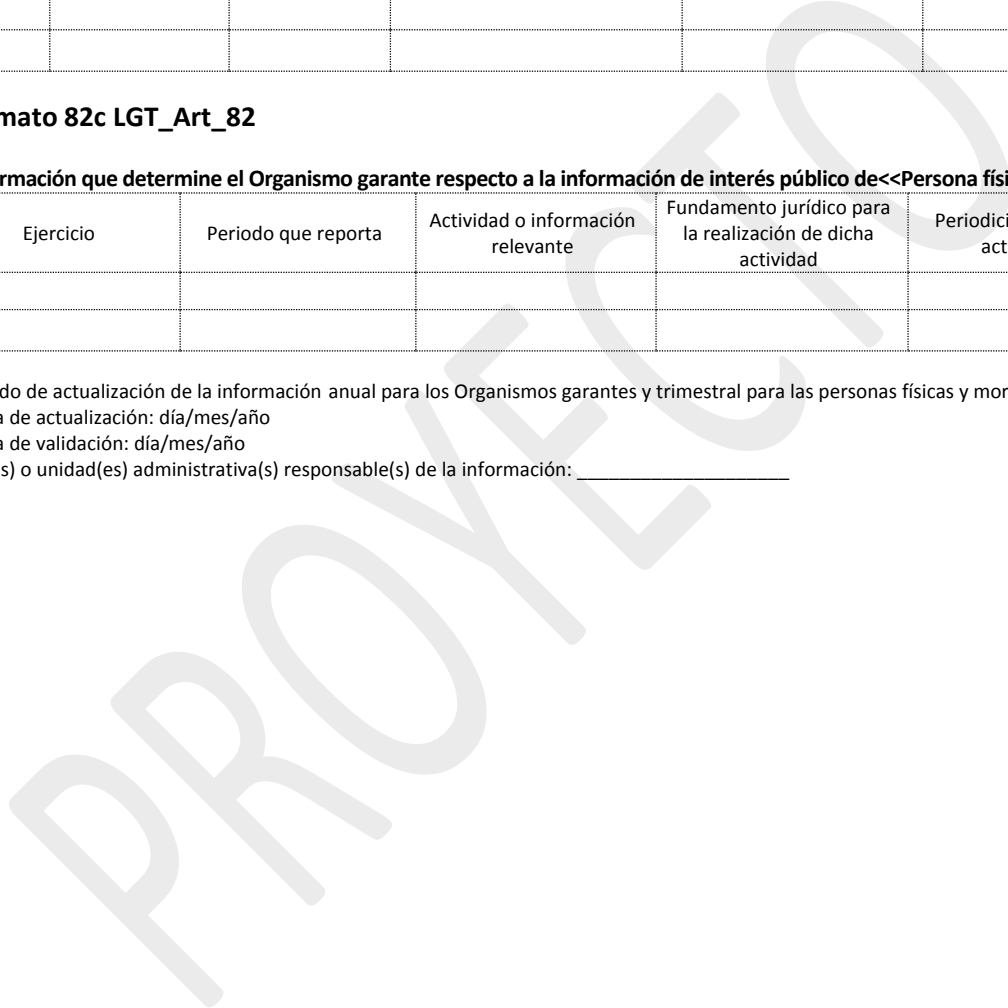 mato 82c LGT_Art_82
rmación que determine el Organismo garante respecto a la información de interés público de<<Persona físi
Ejercicio
Periodo que reporta
Actividad o información
relevante
Fundamento jurídico para
la realización de dicha
actividad
Periodici
act
do de actualización de la información anual para los Organismos garantes y trimestral para las personas físicas y mor
a de actualización: día/mes/año
a de validación: día/mes/año
s) o unidad(es) administrativa(s) responsable(s) de la información: ____________________
PROYECTO